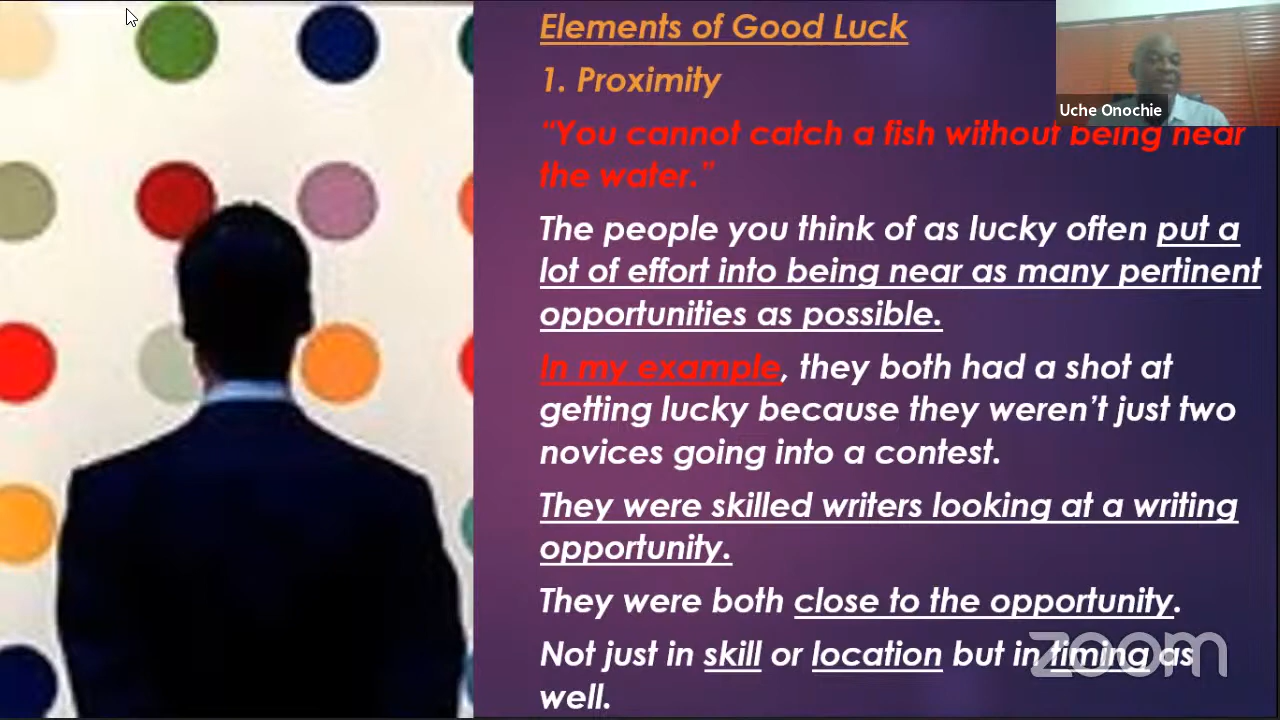 Elements of Good Luck
1. Proximity
Uche Onochie
"You cannot catch a fish without being near
the water."
The people you think of as lucky often put a
lot of effort into being near as many pertinent
opportunities as possible.
In my example, they both had a shot at
getting lucky because they weren't just two
novices going into a contest.
They were skilled writers looking at a writing
opportunity.
They were both close to the opportunity.
Not just in skill or location but in timing as
well.
zoom